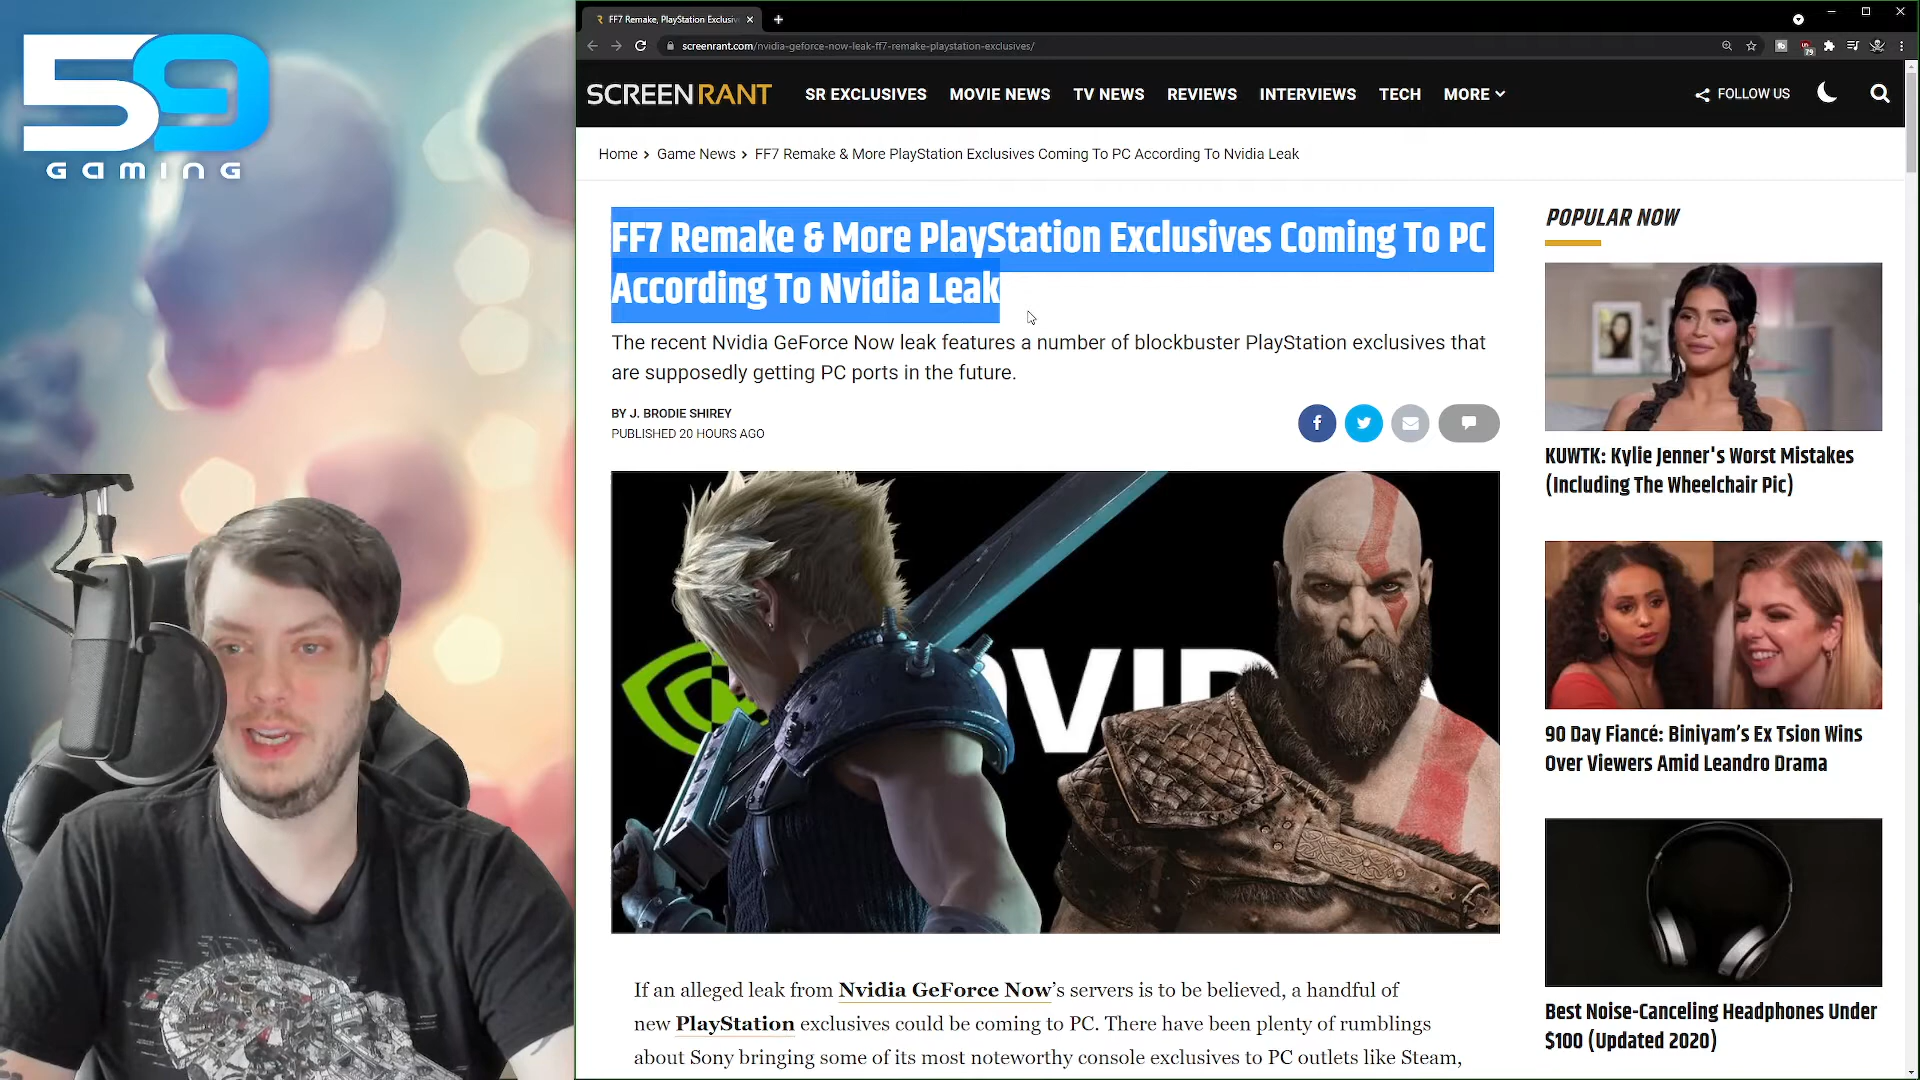 59
GAMING
FF7 Remake, PlayStation Exclusiv
screenrant.com/nvidia-geforce-now-leak-ff7-remake-playstation-exclusives/
79
SCREENRANT
SR EXCLUSIVES
MOVIE NEWS
TV NEWS
REVIEWS
INTERVIEWS
TECH
MORE
FOLLOW US
Home > Game News > FF7 Remake & More PlayStation Exclusives Coming To PC According To Nvidia Leak
FF7 Remake & More PlayStation Exclusives Coming To PC
According To Nvidia Leak
The recent Nvidia GeForce Now leak features a number of blockbuster PlayStation exclusives that
are supposedly getting PC ports in the future.
BY J. BRODIE SHIREY
PUBLISHED 20 HOURS AGO
NVIDIA
If an alleged leak from Nvidia GeForce Now's servers is to be believed, a handful of
new PlayStation exclusives could be coming to PC. There have been plenty of rumblings
about Sony bringing some of its most noteworthy console exclusives to PC outlets like Steam,
POPULAR NOW
KUWTK: Kylie Jenner's Worst Mistakes
(Including The Wheelchair Pic)
90 Day Fiancé: Biniyam's Ex Tsion Wins
Over Viewers Amid Leandro Drama
Best Noise-Canceling Headphones Under
$100 (Updated 2020)